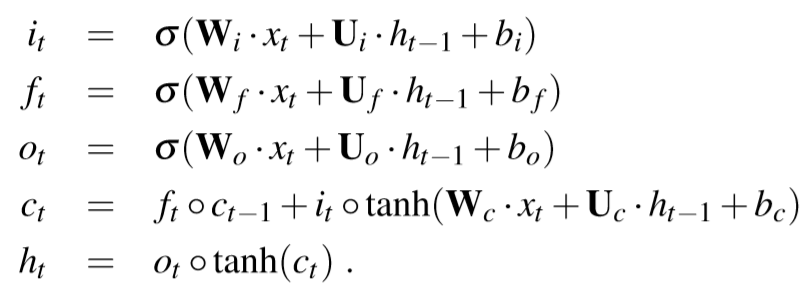 i_t = σ(W_i · x_t + U_i · h_{t−1} + b_i)
f_t = σ(W_f · x_t + U_f · h_{t−1} + b_f)
o_t = σ(W_o · x_t + U_o · h_{t−1} + b_o)
c_t = f_t ∘ c_{t−1} + i_t ∘ tanh(W_c · x_t + U_c · h_{t−1} + b_c)
h_t = o_t ∘ tanh(c_t) .